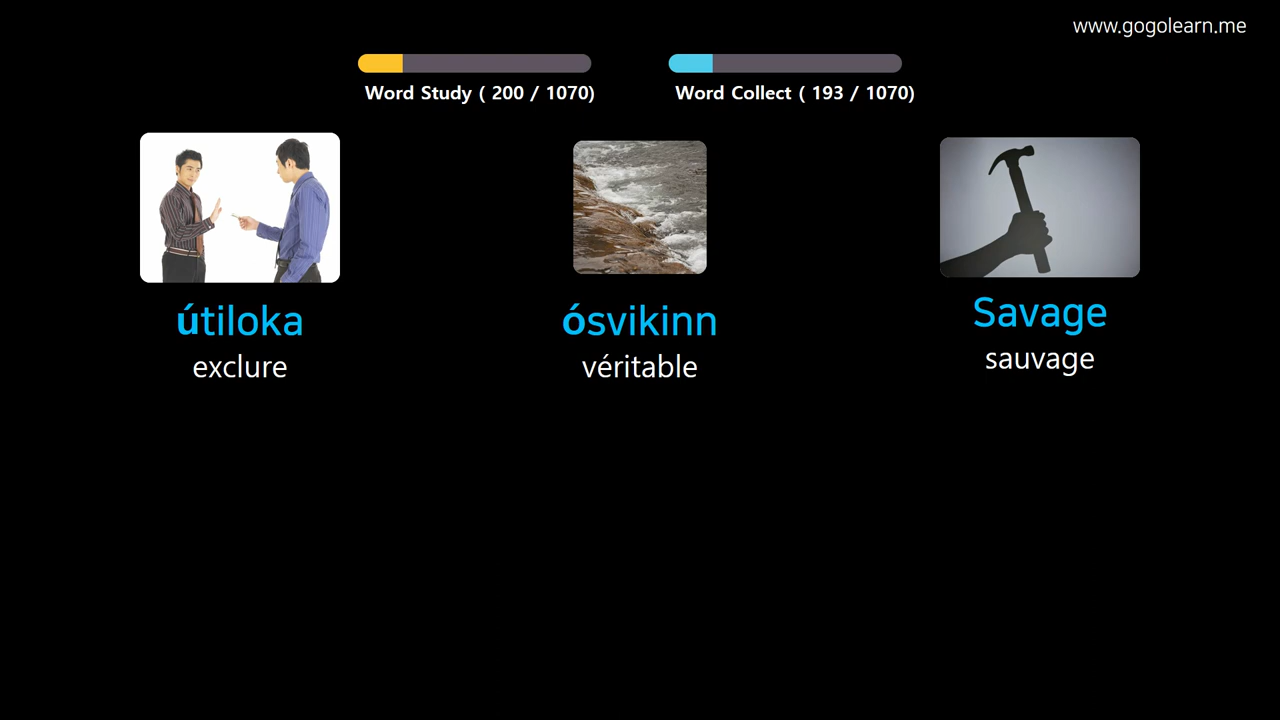 www.gogolearn.me
Word Study ( 200 / 1070)
Word Collect ( 193 / 1070)
útiloka
exclure
ósvikinn
véritable
Savage
sauvage